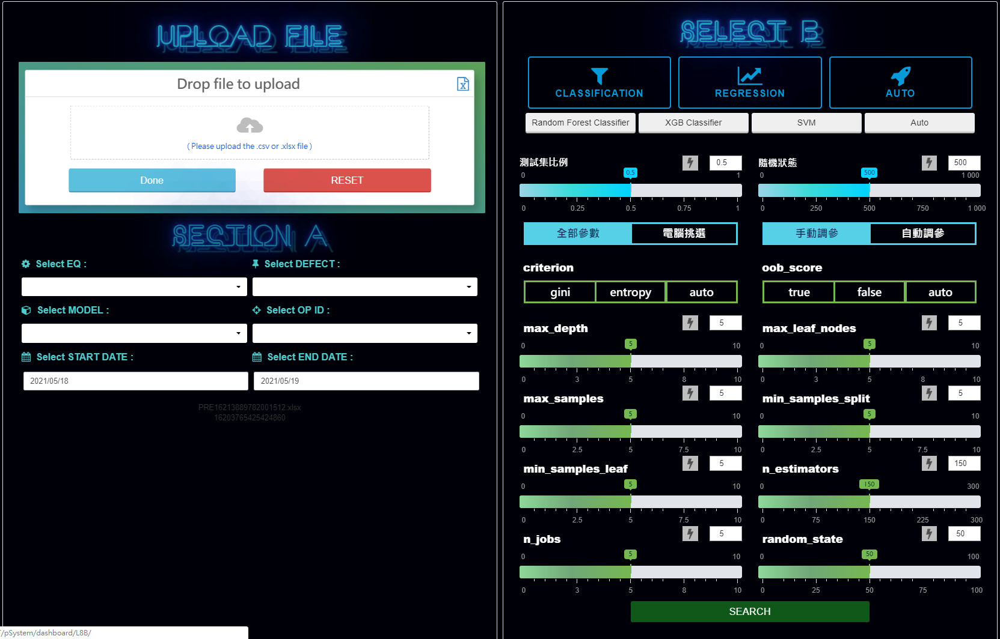 UPLOAD FILE
Drop file to upload
( Please upload the .csv or .xlsx file )
Done RESET
SECTION A
Select EQ : Select DEFECT :
Select MODEL : Select OP ID :
Select START DATE : Select END DATE :
2021/05/18 2021/05/19
PRE16213889782001512.xlsx
16203765425424860
/pSystem/dashboard/L8B/
SELECT B
CLASSIFICATION REGRESSION AUTO
Random Forest Classifier XGB Classifier SVM Auto
測試集比例 0.5 隨機狀態 500
0 0.5 1 0 500 1 000
0 0.25 0.5 0.75 1 0 250 500 750 1 000
全部參數 電腦挑選 手動調參 自動調參
criterion oob_score
gini entropy auto true false auto
max_depth 5 max_leaf_nodes 5
0 5 10 0 5 10
0 3 5 8 10 0 3 5 8 10
max_samples 5 min_samples_split 5
0 5 10 0 5 10
0 2.5 5 7.5 10 0 2.5 5 7.5 10
min_samples_leaf 5 n_estimators 150
0 5 10 0 150 300
0 2.5 5 7.5 10 0 75 150 225 300
n_jobs 5 random_state 50
0 5 10 0 50 100
0 3 5 8 10 0 25 50 75 100
SEARCH